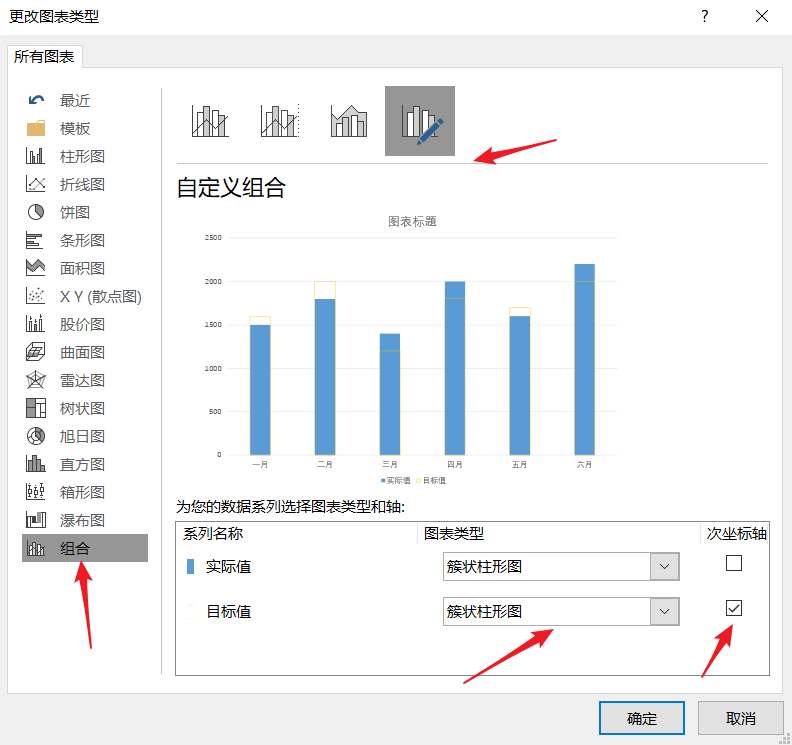 更改图表类型
?
所有图表
最近
模板
柱形图
折线图
饼图
条形图
面积图
X Y (散点图)
股价图
曲面图
雷达图
树状图
旭日图
直方图
箱形图
瀑布图
组合
自定义组合
图表标题
2500
2000
1500
1000
500
0
一月 二月 三月 四月 五月 六月
实际值 目标值
为您的数据系列选择图表类型和轴:
系列名称 图表类型 次坐标轴
实际值 簇状柱形图
目标值 簇状柱形图
确定 取消